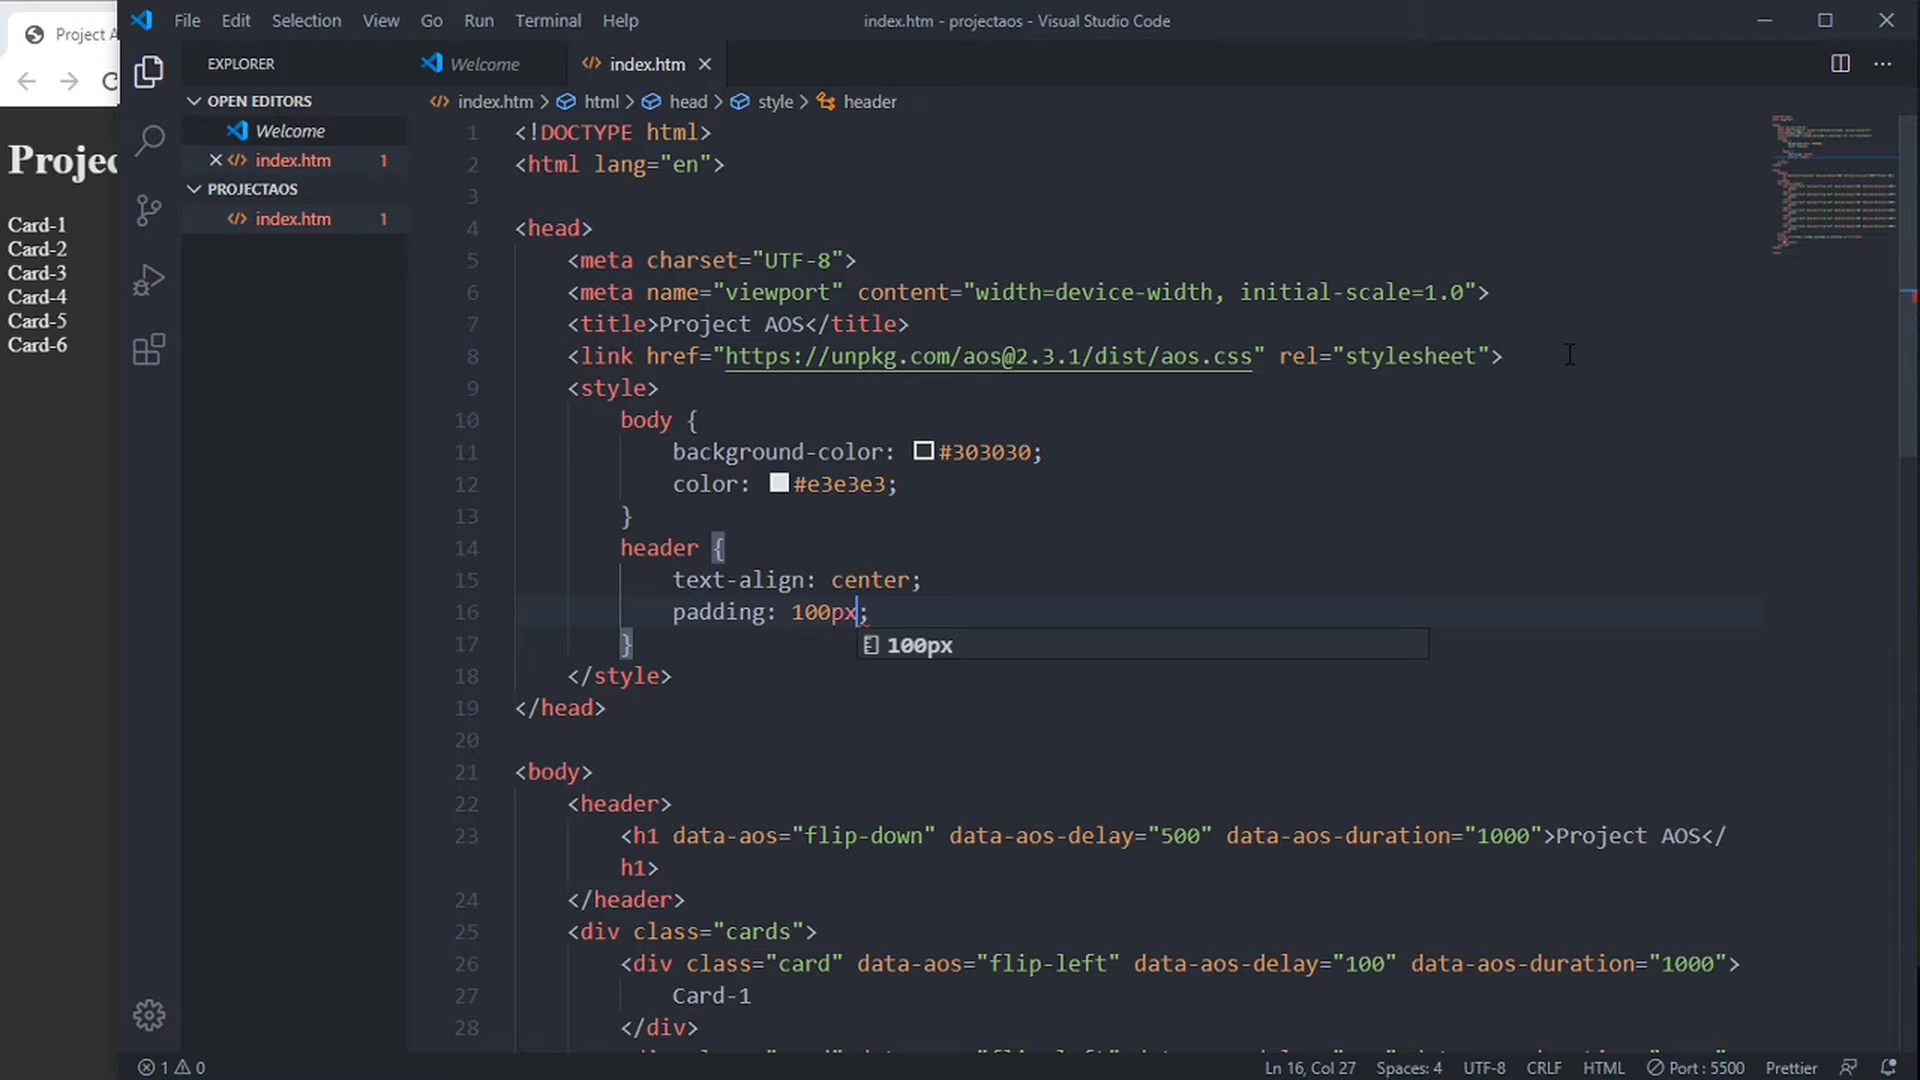 Project A
Projec
Card-1
Card-2
Card-3
Card-4
Card-5
Card-6
File Edit Selection View Go Run Terminal Help
index.htm - projectaos - Visual Studio Code
EXPLORER
OPEN EDITORS
Welcome
index.htm 1
PROJECTAOS
index.htm 1
Welcome
index.htm
index.htm > html > head > style > header
1 <!DOCTYPE html>
2 <html lang="en">
3
4 <head>
5 <meta charset="UTF-8">
6 <meta name="viewport" content="width=device-width, initial-scale=1.0">
7 <title>Project AOS</title>
8 <link href="https://unpkg.com/aos@2.3.1/dist/aos.css" rel="stylesheet">
9 <style>
10 body {
11 background-color: #303030;
12 color: #e3e3e3;
13 }
14 header {
15 text-align: center;
16 padding: 100px;
100px
17 }
18 </style>
19 </head>
20
21 <body>
22 <header>
23 <h1 data-aos="flip-down" data-aos-delay="500" data-aos-duration="1000">Project AOS</
h1>
24 </header>
25 <div class="cards">
26 <div class="card" data-aos="flip-left" data-aos-delay="100" data-aos-duration="1000">
27 Card-1
28 </div>
1 0
Ln 16, Col 27 Spaces: 4 UTF-8 CRLF HTML Port : 5500 Prettier